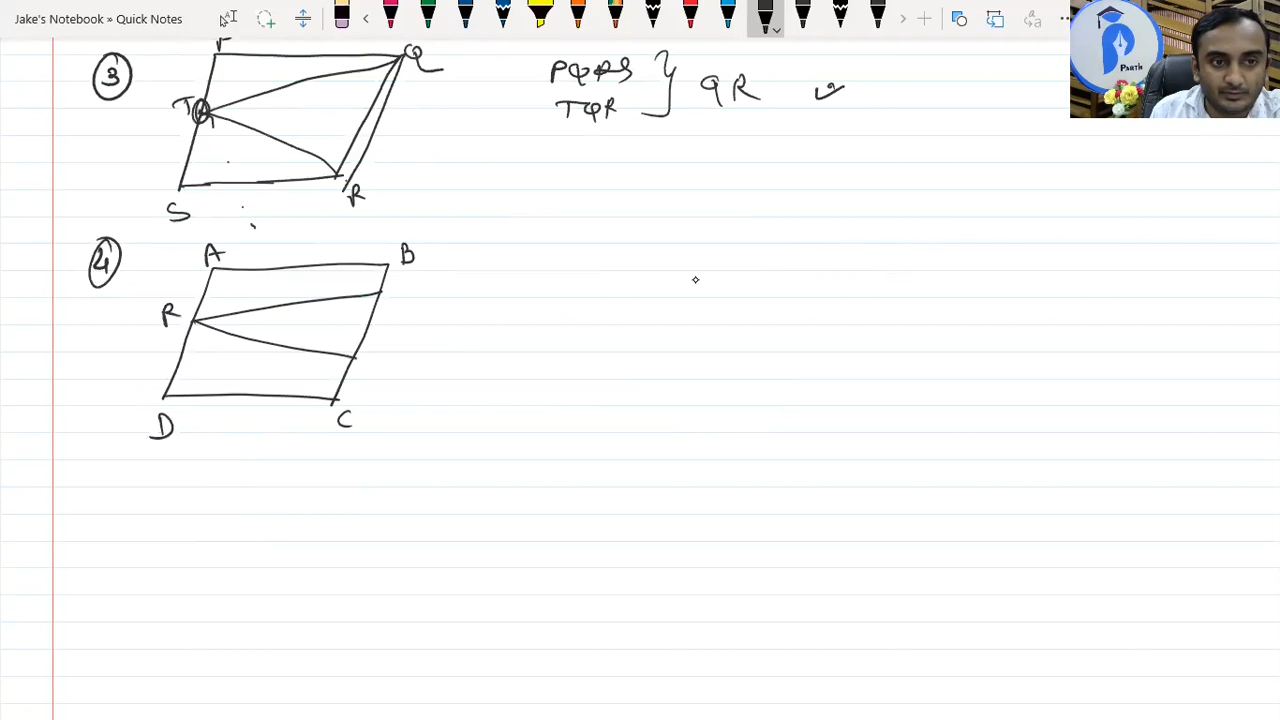 Jake's Notebook » Quick Notes
3
P
Q
T
S
R
PQRS
TQR
QR
PARTH
4
A
B
R
D
C